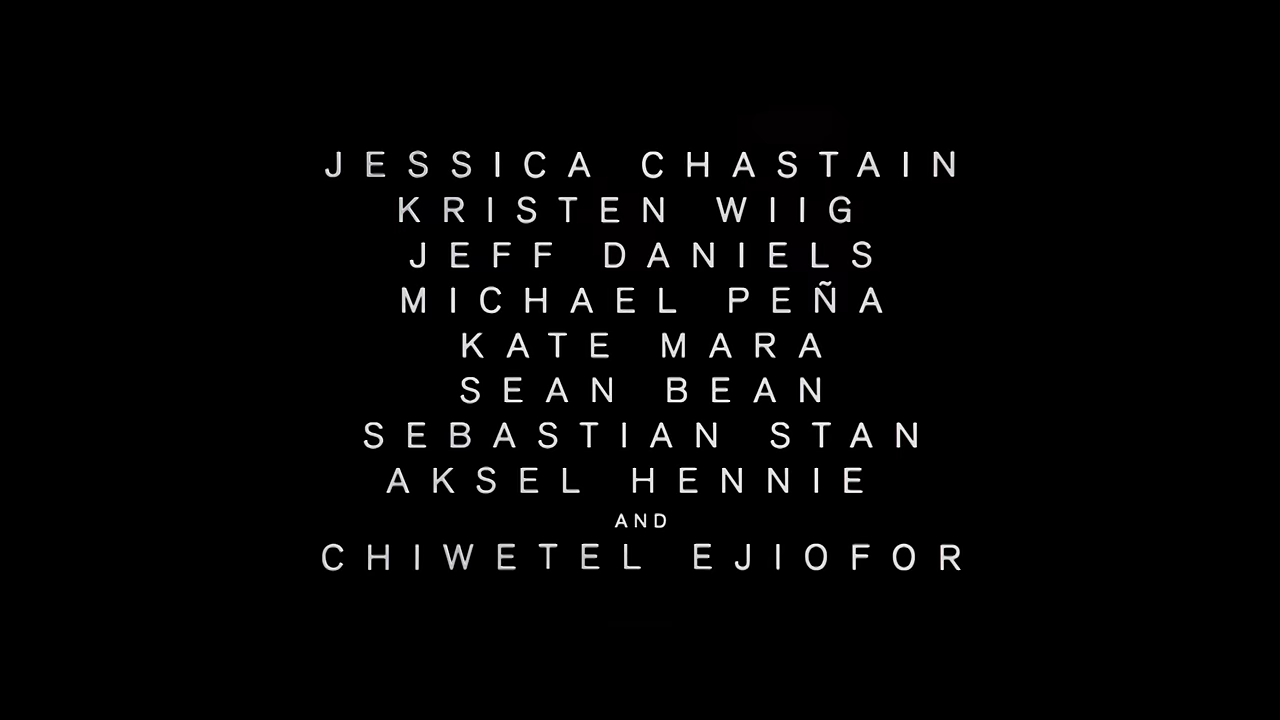 JESSICA CHASTAIN
KRISTEN WIIG
JEFF DANIELS
MICHAEL PEÑA
KATE MARA
SEAN BEAN
SEBASTIAN STAN
AKSEL HENNIE
AND
CHIWETEL EJIOFOR